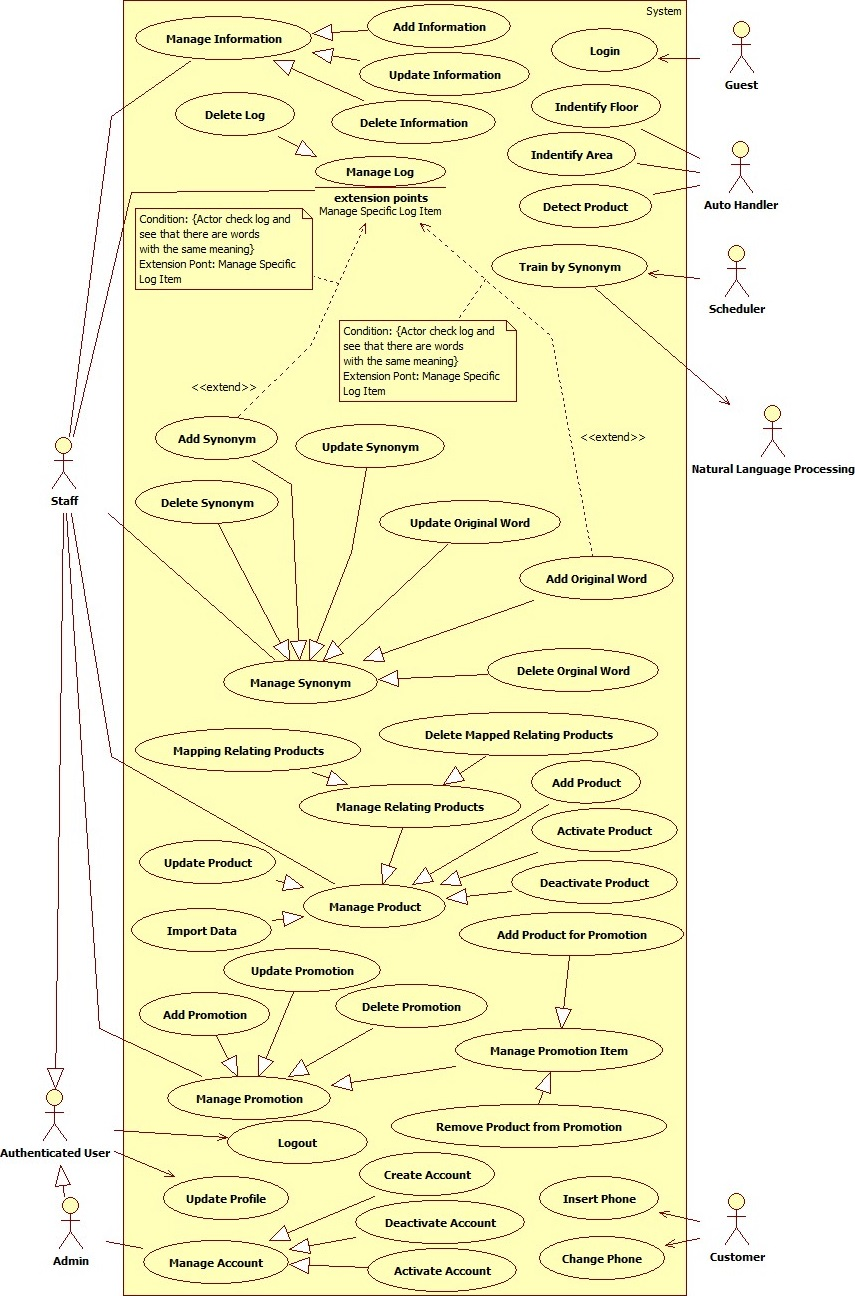 System
Manage Information
Add Information
Update Information
Delete Information
Login
Guest
Delete Log
Indentify Floor
Indentify Area
Auto Handler
Manage Log
extension points
Manage Specific Log Item
Detect Product
Condition: {Actor check log and
see that there are words
with the same meaning}
Extension Pont: Manage Specific
Log Item
Train by Synonym
Scheduler
Condition: {Actor check log and
see that there are words
with the same meaning}
Extension Pont: Manage Specific
Log Item
<<extend>>
<<extend>>
Add Synonym
Update Synonym
Natural Language Processing
Staff
Delete Synonym
Update Original Word
Add Original Word
Manage Synonym
Delete Orginal Word
Mapping Relating Products
Delete Mapped Relating Products
Manage Relating Products
Add Product
Activate Product
Update Product
Deactivate Product
Manage Product
Import Data
Add Product for Promotion
Update Promotion
Add Promotion
Delete Promotion
Manage Promotion Item
Manage Promotion
Remove Product from Promotion
Authenticated User
Logout
Create Account
Update Profile
Insert Phone
Deactivate Account
Admin
Manage Account
Activate Account
Change Phone
Customer